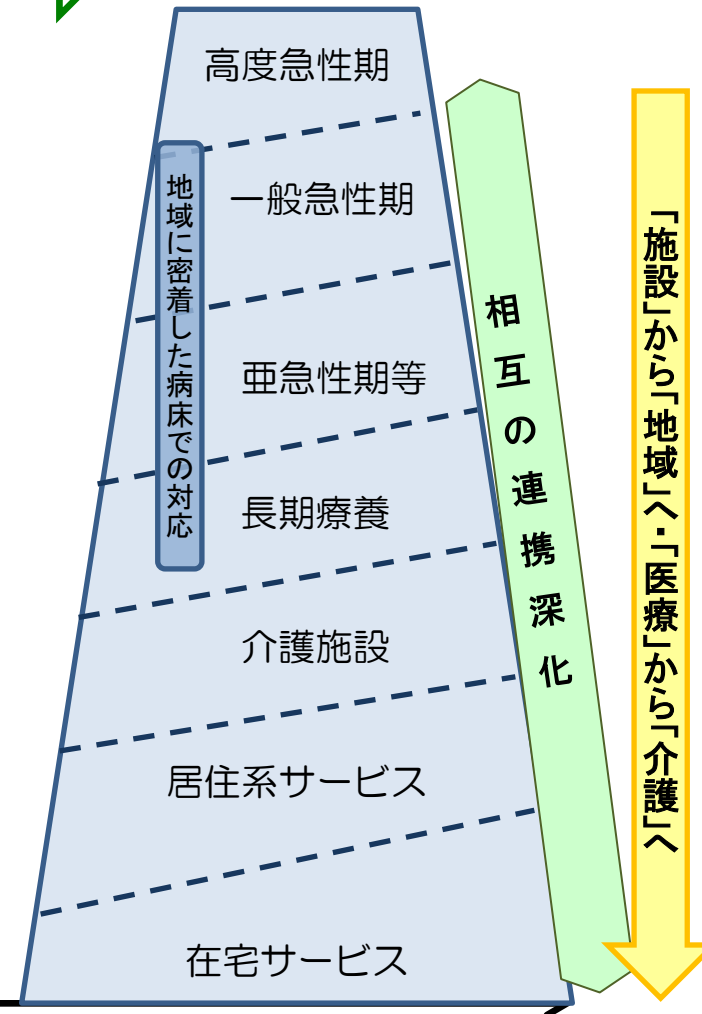 高度急性期
一般急性期
亜急性期等
長期療養
介護施設
居住系サービス
在宅サービス
地域に密着した病床での対応
相互の連携深化
「施設」から「地域」へ・「医療」から「介護」へ